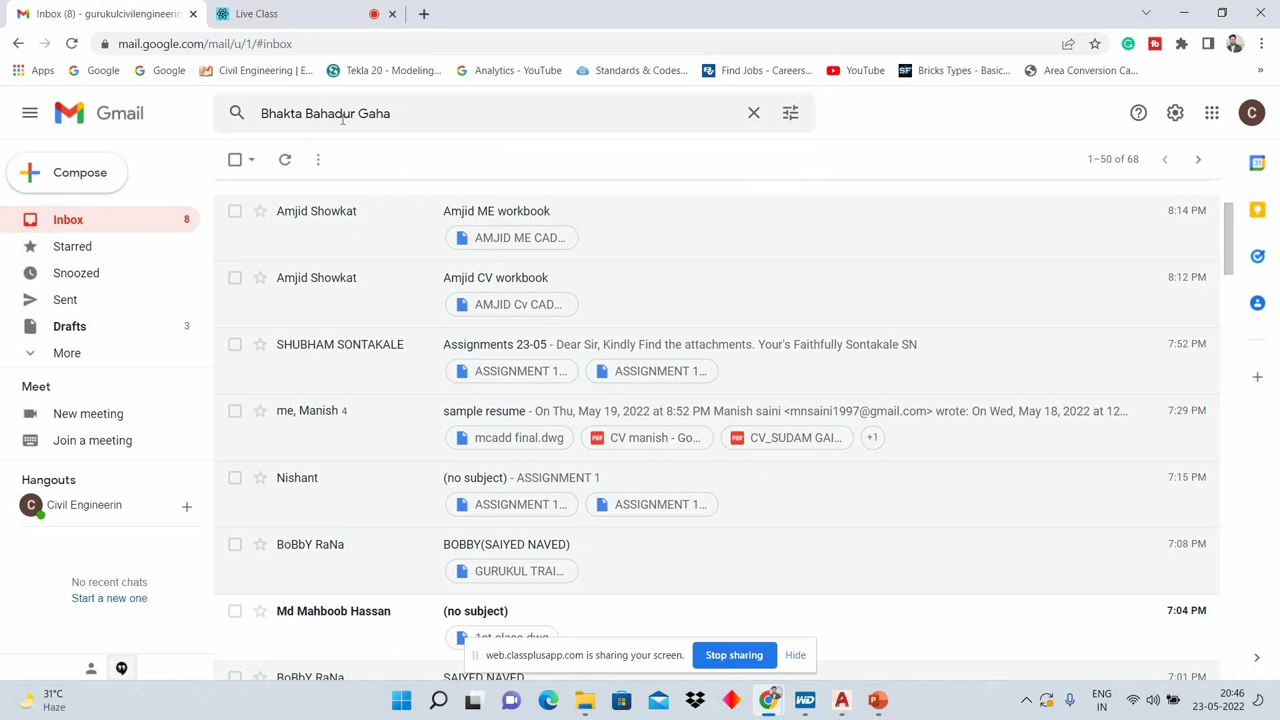 Inbox (8) - gurukulcivilengineerin
Live Class
mail.google.com/mail/u/1/#inbox
Apps
Google
Google
Civil Engineering | E...
Tekla 20 - Modeling...
Analytics - YouTube
Standards & Codes...
Find Jobs - Careers...
YouTube
Bricks Types - Basic...
Area Conversion Ca...
»
Gmail
Bhakta Bahadur Gaha
C
Compose
1–50 of 68
Inbox 8
Starred
Snoozed
Sent
Drafts 3
More
Meet
New meeting
Join a meeting
Hangouts
C Civil Engineerin
No recent chats
Start a new one
Amjid Showkat Amjid ME workbook 8:14 PM
AMJID ME CAD...
Amjid Showkat Amjid CV workbook 8:12 PM
AMJID Cv CAD...
SHUBHAM SONTAKALE Assignments 23-05 - Dear Sir, Kindly Find the attachments. Your's Faithfully Sontakale SN 7:52 PM
ASSIGNMENT 1... ASSIGNMENT 1...
me, Manish 4 sample resume - On Thu, May 19, 2022 at 8:52 PM Manish saini <mnsaini1997@gmail.com> wrote: On Wed, May 18, 2022 at 12... 7:29 PM
mcadd final.dwg PDF CV manish - Go... PDF CV_SUDAM GAI... +1
Nishant (no subject) - ASSIGNMENT 1 7:15 PM
ASSIGNMENT 1... ASSIGNMENT 1...
BoBbY RaNa BOBBY(SAIYED NAVED) 7:08 PM
GURUKUL TRAI...
Md Mahboob Hassan (no subject) 7:04 PM
1st class.dwg
web.classplusapp.com is sharing your screen. Stop sharing Hide
BoBbY RaNa SAIYED NAVED 7:01 PM
31°C
Haze
ENG
IN
20:46
23-05-2022